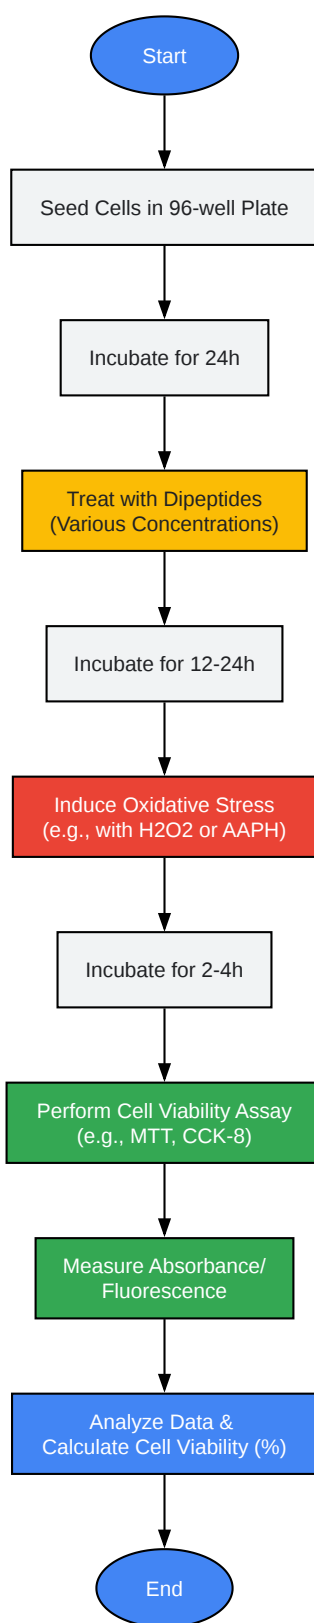 Start
Seed Cells in 96-well Plate
Incubate for 24h
Treat with Dipeptides
(Various Concentrations)
Incubate for 12-24h
Induce Oxidative Stress
(e.g., with H2O2 or AAPH)
Incubate for 2-4h
Perform Cell Viability Assay
(e.g., MTT, CCK-8)
Measure Absorbance/
Fluorescence
Analyze Data &
Calculate Cell Viability (%)
End